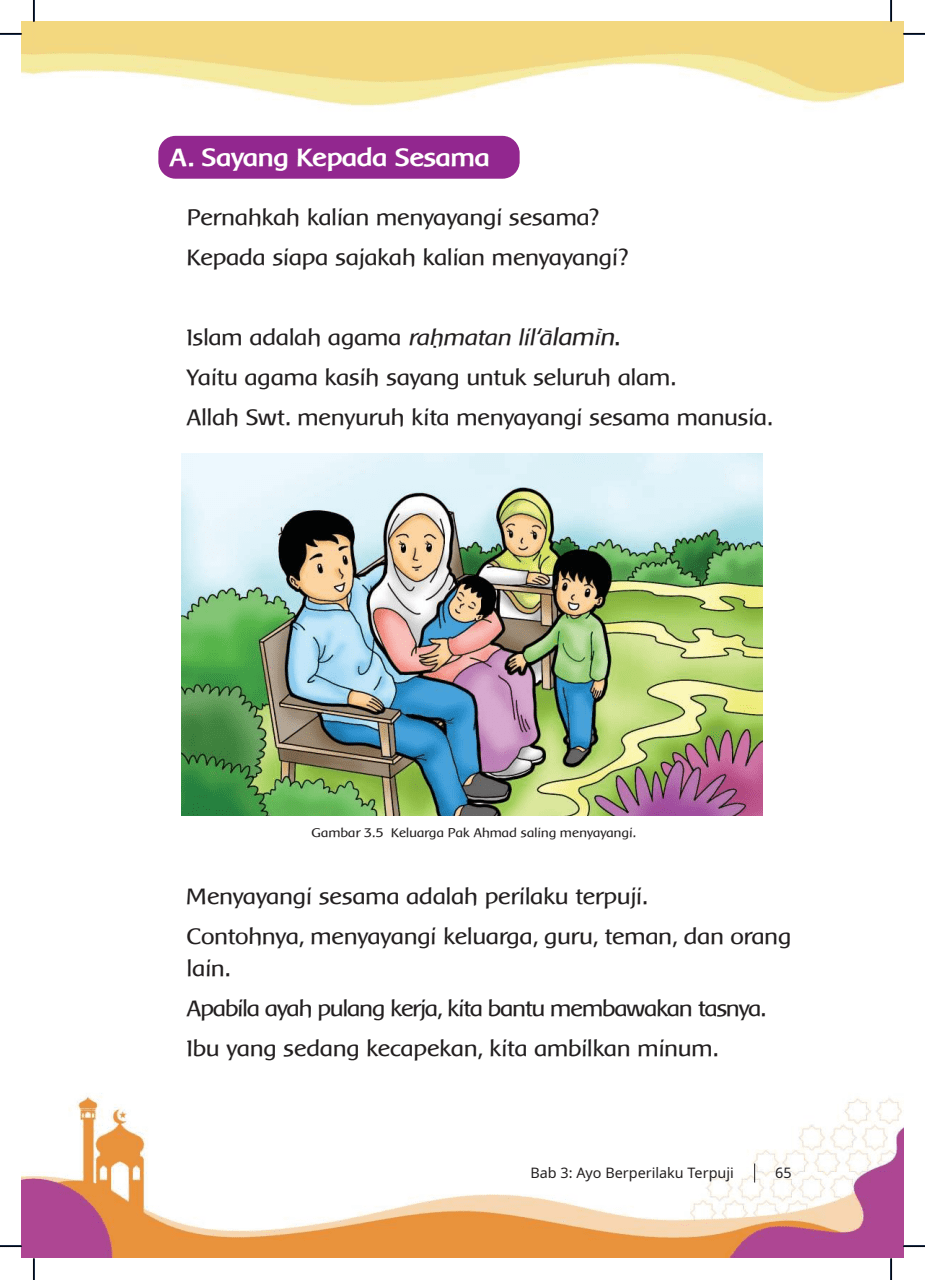 A. Sayang Kepada Sesama
Pernahkah kalian menyayangi sesama?
Kepada siapa sajakah kalian menyayangi?
Islam adalah agama raḥmatan lil‘ālamīn.
Yaitu agama kasih sayang untuk seluruh alam.
Allah Swt. menyuruh kita menyayangi sesama manusia.
Gambar 3.5 Keluarga Pak Ahmad saling menyayangi.
Menyayangi sesama adalah perilaku terpuji.
Contohnya, menyayangi keluarga, guru, teman, dan orang
lain.
Apabila ayah pulang kerja, kita bantu membawakan tasnya.
Ibu yang sedang kecapekan, kita ambilkan minum.
Bab 3: Ayo Berperilaku Terpuji | 65